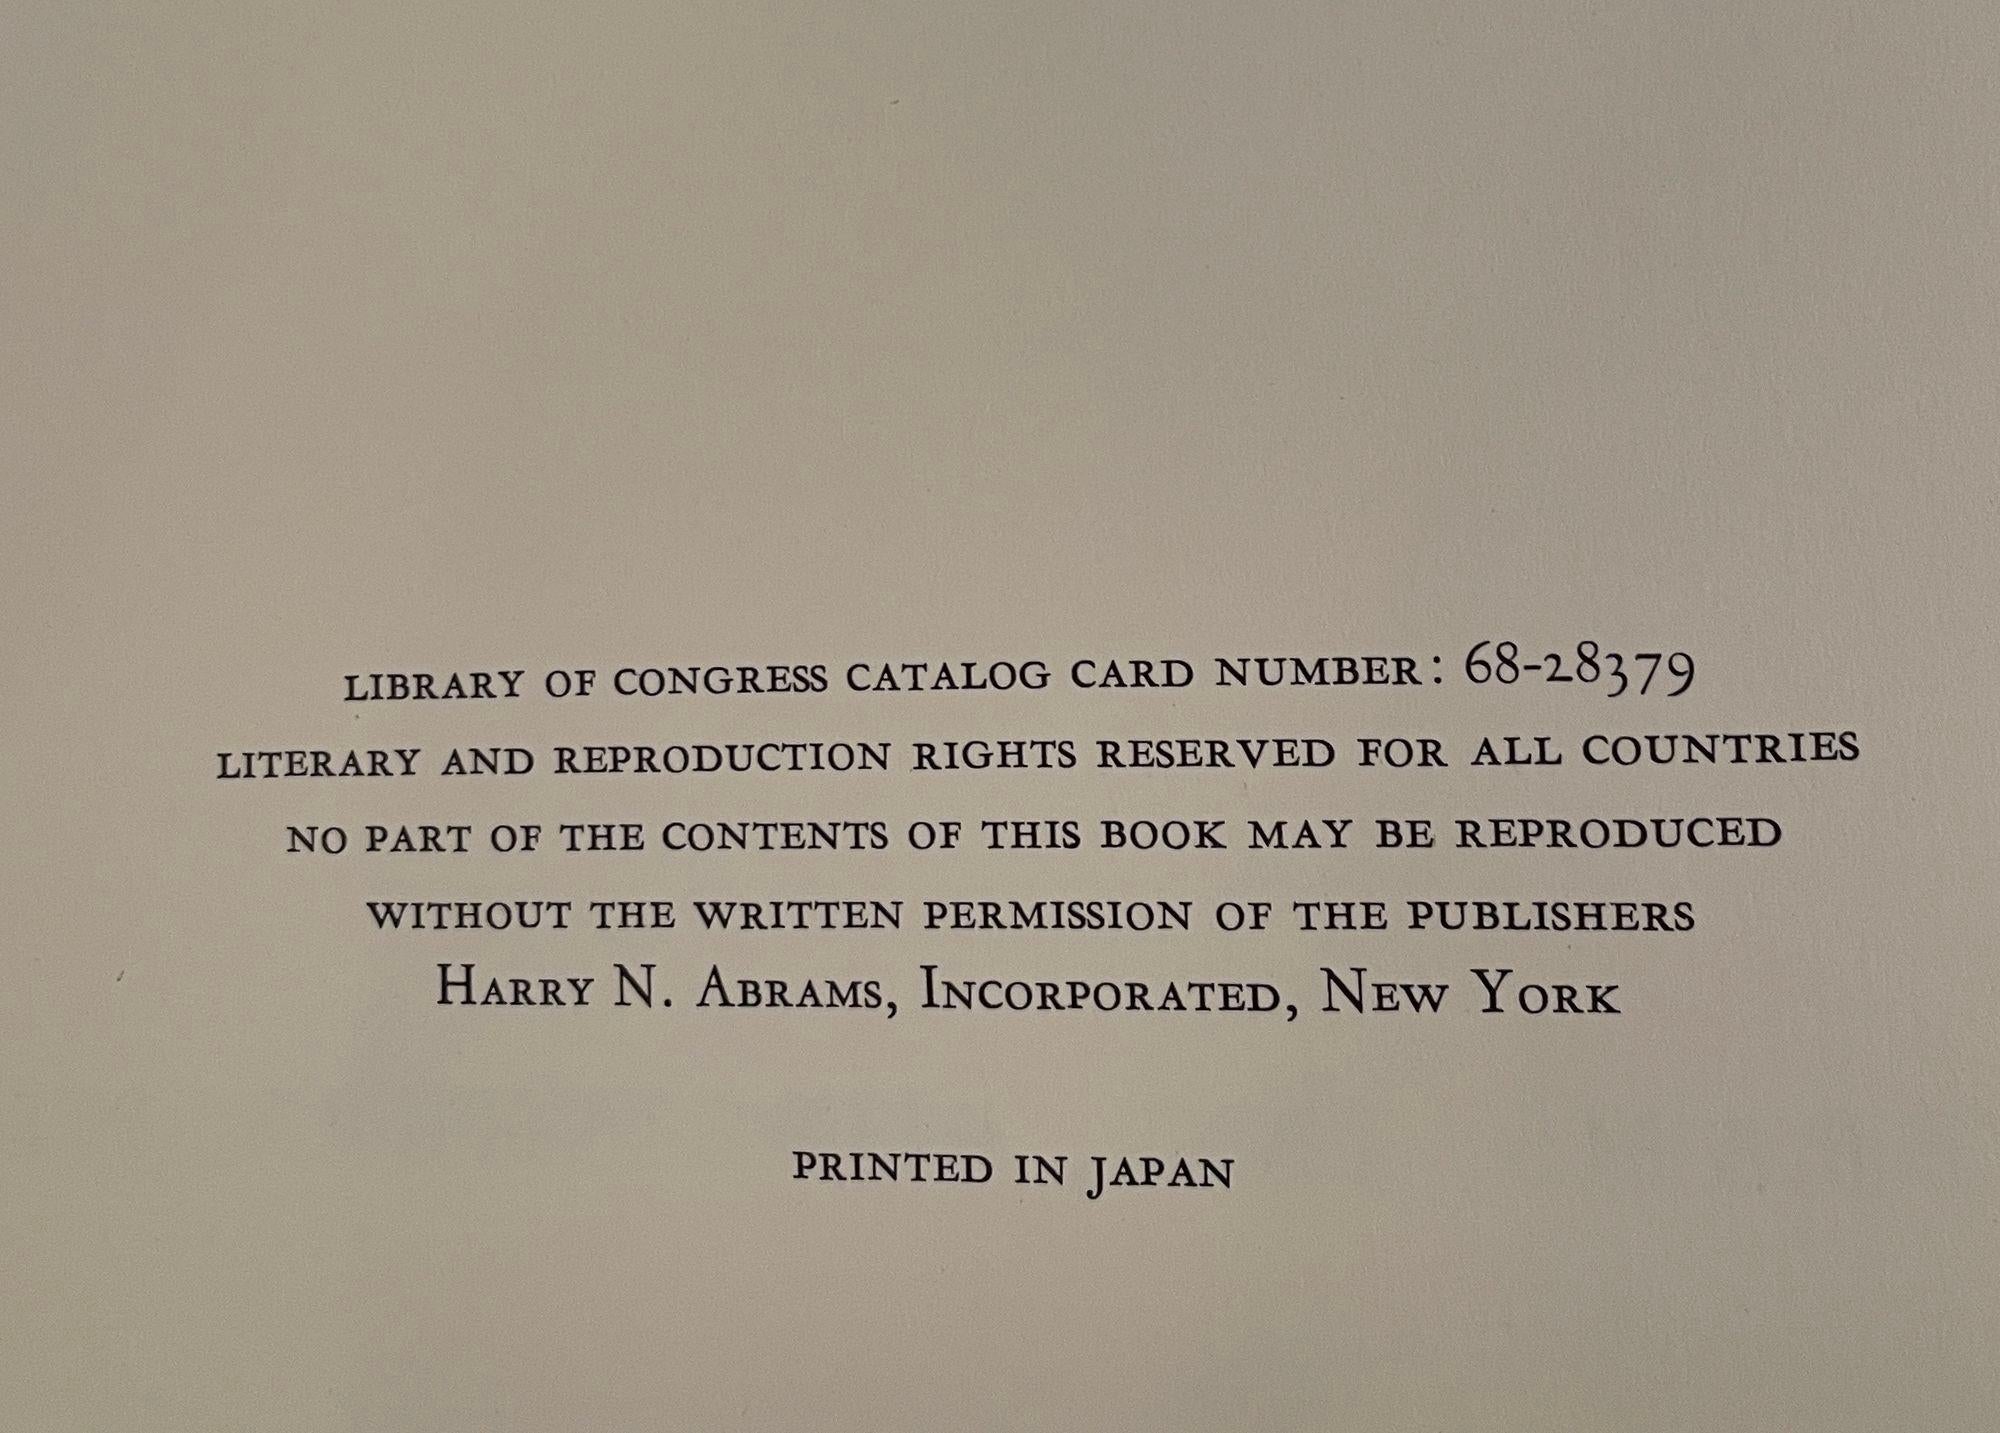 LIBRARY OF CONGRESS CATALOG CARD NUMBER: 68-28379
LITERARY AND REPRODUCTION RIGHTS RESERVED FOR ALL COUNTRIES
NO PART OF THE CONTENTS OF THIS BOOK MAY BE REPRODUCED
WITHOUT THE WRITTEN PERMISSION OF THE PUBLISHERS
HARRY N. ABRAMS, INCORPORATED, NEW YORK
PRINTED IN JAPAN